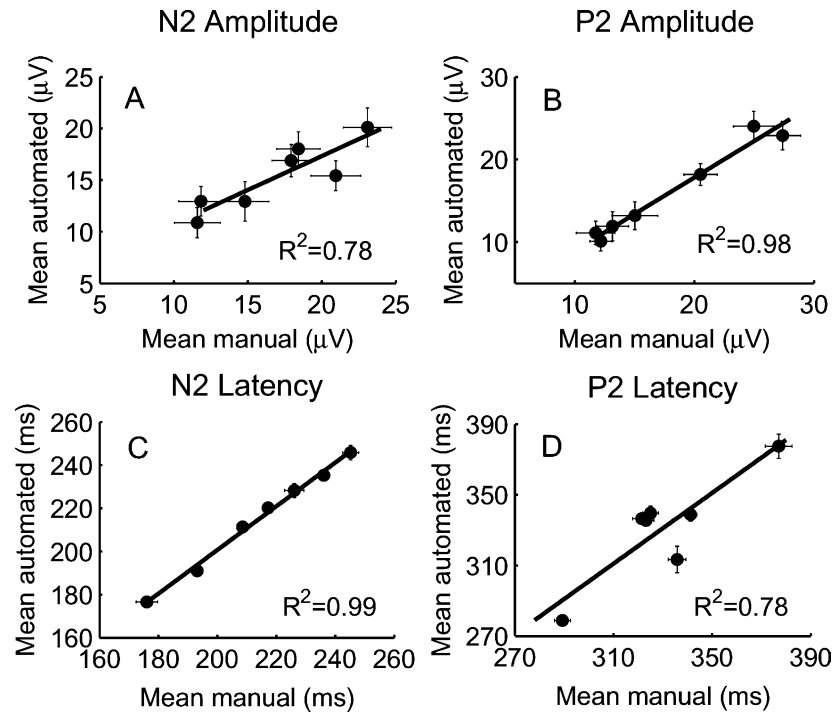 N2 Amplitude
A
Mean automated (μV)
25
20
15
10
5
5
10
15
20
25
R²=0.78
Mean manual (μV)
P2 Amplitude
B
Mean automated (μV)
30
20
10
10
20
30
R²=0.98
Mean manual (μV)
N2 Latency
C
Mean automated (ms)
260
240
220
200
180
160
160
200
220
240
260
R²=0.99
Mean manual (ms)
P2 Latency
D
Mean automated (ms)
390
350
310
270
270
310
350
390
R²=0.78
Mean manual (ms)